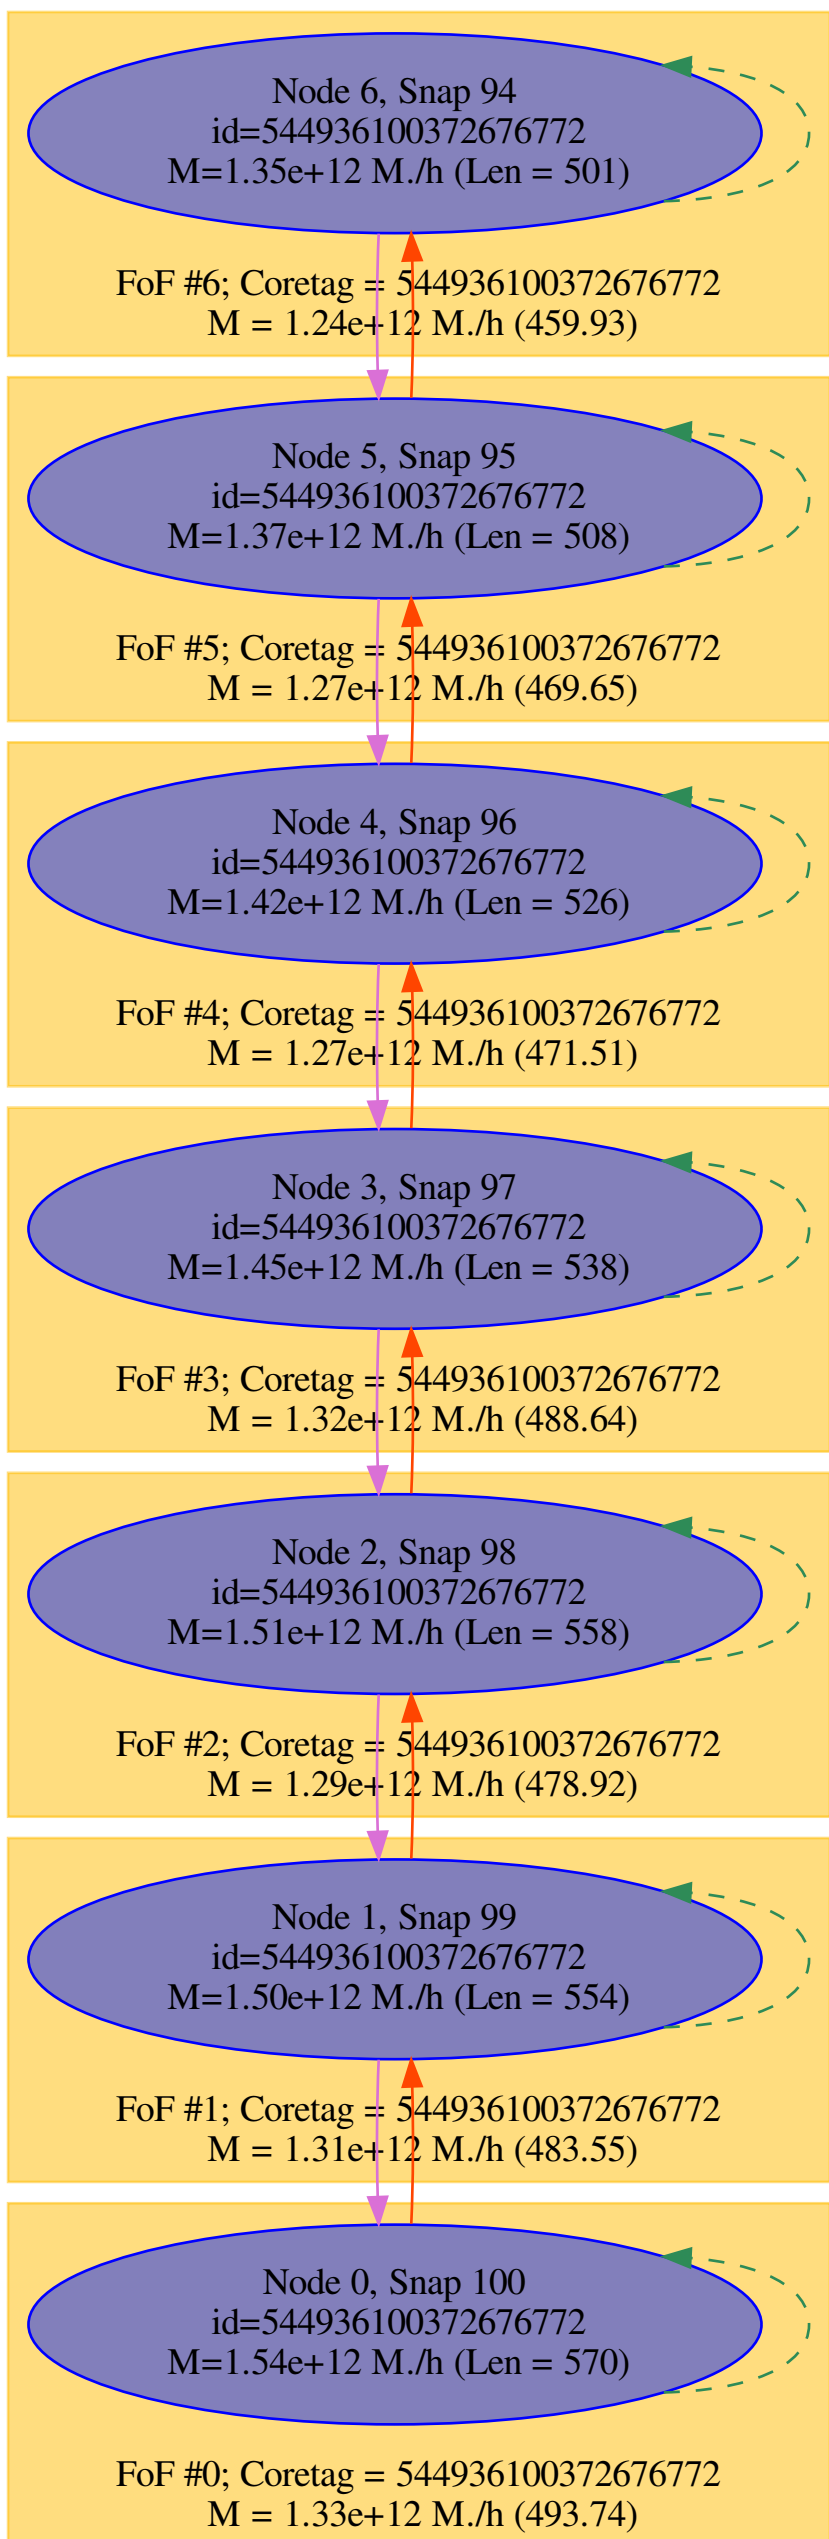 Node 6, Snap 94
id=544936100372676772
M=1.35e+12 M./h (Len = 501)
FoF #6; Coretag = 544936100372676772
M = 1.24e+12 M./h (459.93)
Node 5, Snap 95
id=544936100372676772
M=1.37e+12 M./h (Len = 508)
FoF #5; Coretag = 544936100372676772
M = 1.27e+12 M./h (469.65)
Node 4, Snap 96
id=544936100372676772
M=1.42e+12 M./h (Len = 526)
FoF #4; Coretag = 544936100372676772
M = 1.27e+12 M./h (471.51)
Node 3, Snap 97
id=544936100372676772
M=1.45e+12 M./h (Len = 538)
FoF #3; Coretag = 544936100372676772
M = 1.32e+12 M./h (488.64)
Node 2, Snap 98
id=544936100372676772
M=1.51e+12 M./h (Len = 558)
FoF #2; Coretag = 544936100372676772
M = 1.29e+12 M./h (478.92)
Node 1, Snap 99
id=544936100372676772
M=1.50e+12 M./h (Len = 554)
FoF #1; Coretag = 544936100372676772
M = 1.31e+12 M./h (483.55)
Node 0, Snap 100
id=544936100372676772
M=1.54e+12 M./h (Len = 570)
FoF #0; Coretag = 544936100372676772
M = 1.33e+12 M./h (493.74)